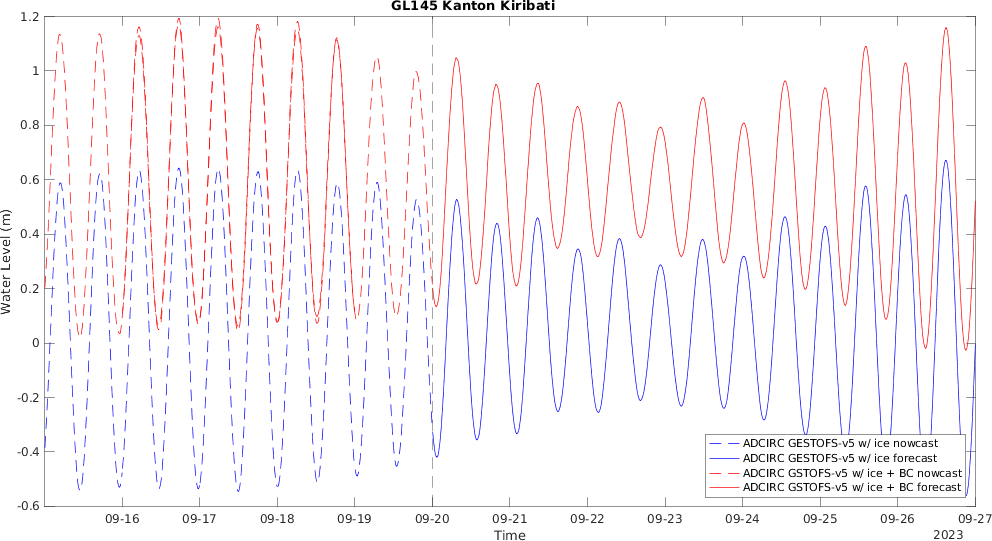 GL145 Kanton Kiribati
Water Level (m)
1.2
1
0.8
0.6
0.4
0.2
0
-0.2
-0.4
-0.6
ADCIRC GESTOFS-v5 w/ ice nowcast
ADCIRC GESTOFS-v5 w/ ice forecast
ADCIRC GSTOFS-v5 w/ ice + BC nowcast
ADCIRC GSTOFS-v5 w/ ice + BC forecast
09-16 09-17 09-18 09-19 09-20 09-21 09-22 09-23 09-24 09-25 09-26 09-27
Time
2023